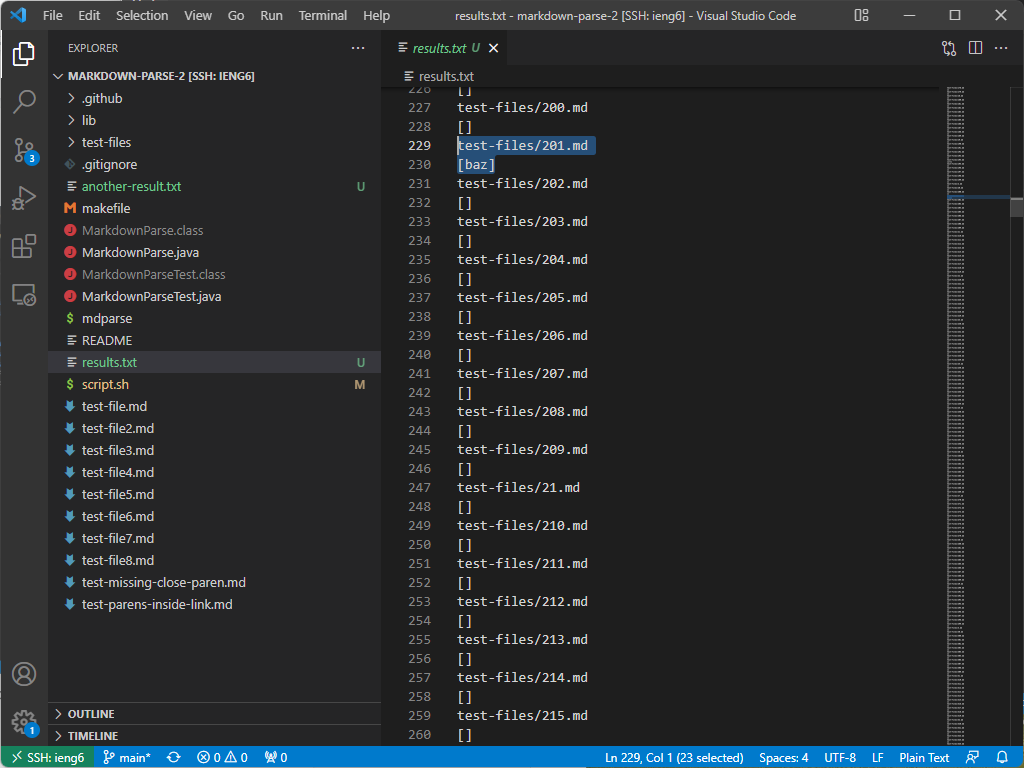 File Edit Selection View Go Run Terminal Help results.txt - markdown-parse-2 [SSH: ieng6] - Visual Studio Code
EXPLORER
MARKDOWN-PARSE-2 [SSH: IENG6]
.github
lib
test-files
.gitignore
another-result.txt U
makefile
MarkdownParse.class
MarkdownParse.java
MarkdownParseTest.class
MarkdownParseTest.java
mdparse
README
results.txt U
script.sh M
test-file.md
test-file2.md
test-file3.md
test-file4.md
test-file5.md
test-file6.md
test-file7.md
test-file8.md
test-missing-close-paren.md
test-parens-inside-link.md
OUTLINE
TIMELINE
3
1
results.txt U
results.txt
226 []
227 test-files/200.md
228 []
229 test-files/201.md
230 [baz]
231 test-files/202.md
232 []
233 test-files/203.md
234 []
235 test-files/204.md
236 []
237 test-files/205.md
238 []
239 test-files/206.md
240 []
241 test-files/207.md
242 []
243 test-files/208.md
244 []
245 test-files/209.md
246 []
247 test-files/21.md
248 []
249 test-files/210.md
250 []
251 test-files/211.md
252 []
253 test-files/212.md
254 []
255 test-files/213.md
256 []
257 test-files/214.md
258 []
259 test-files/215.md
260 []
SSH: ieng6 main* 0 0 0 Ln 229, Col 1 (23 selected) Spaces: 4 UTF-8 LF Plain Text